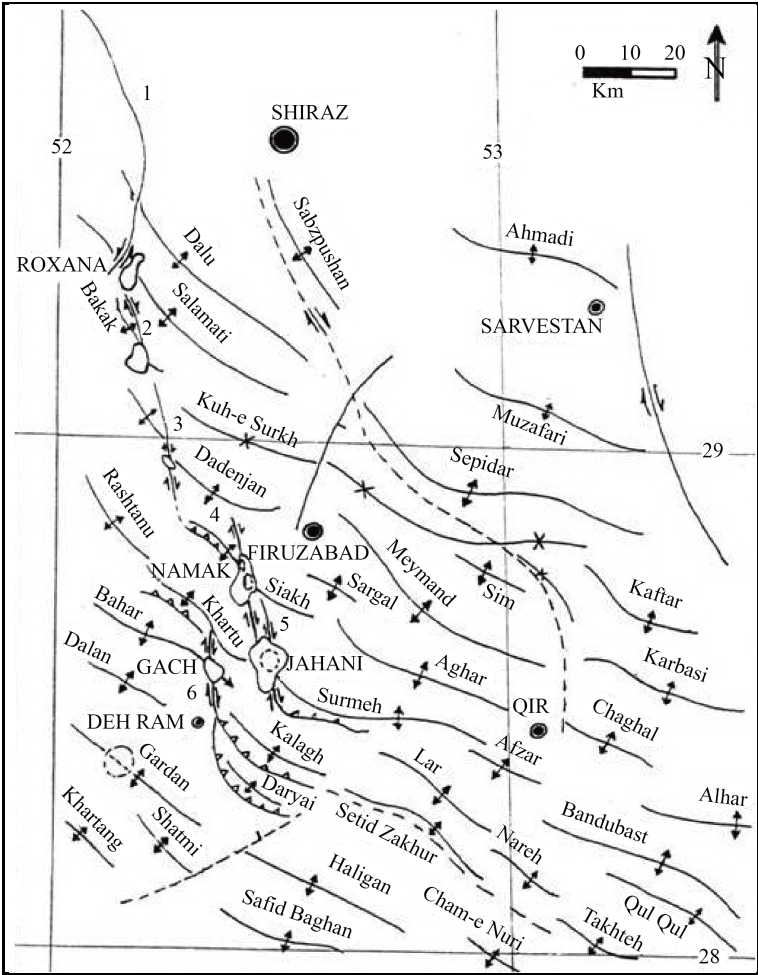 0 10 20
Km
N
1
SHIRAZ
52
53
Sabzpushan
Dalu
Ahmadi
ROXANA
Bakak
Salamati
SARVESTAN
2
Kuh-e Surkh
Muzafari
3
29
Sepidar
Dadenjan
Rashtanu
4
FIRUZABAD
NAMAK
Meymand
Sim
Siakh
Sargal
Kaftar
Bahar
Khartu
5
Dalan
GACH
JAHANI
Aghar
Karbasi
6
Surmeh
QIR
Chaghal
DEH RAM
Kalagh
Afzar
Gardan
Lar
Daryai
Alhar
Khartang
Shatmi
Setid Zakhur
Bandubast
Nareh
Haligan
Safid Baghan
Cham-e Nuri
Takhteh
Qul Qul
28